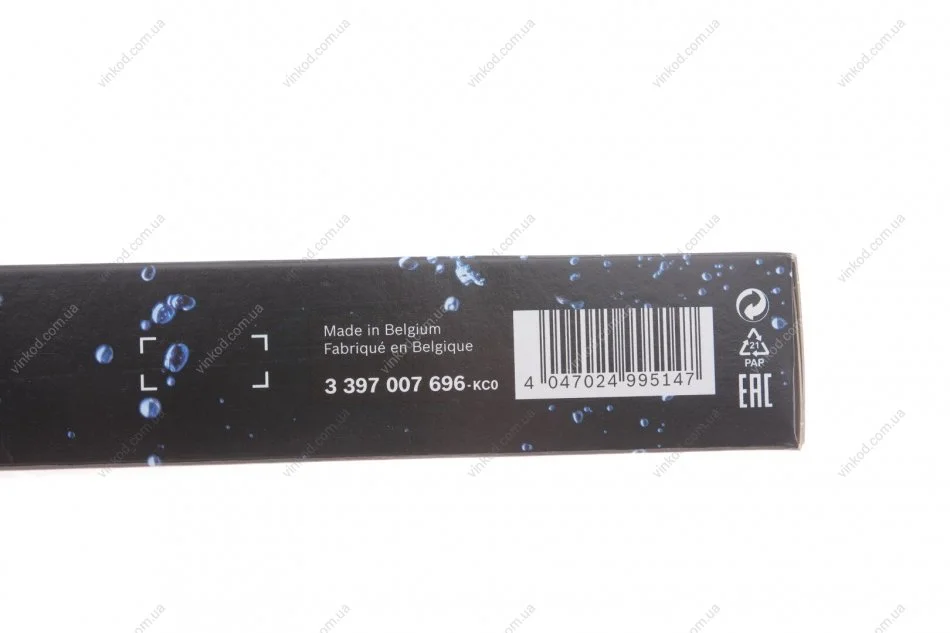 Made in Belgium
Fabriqué en Belgique
3 397 007 696-KC0
4 047024 995147
21
PAP
EAC
vinkod.com.ua